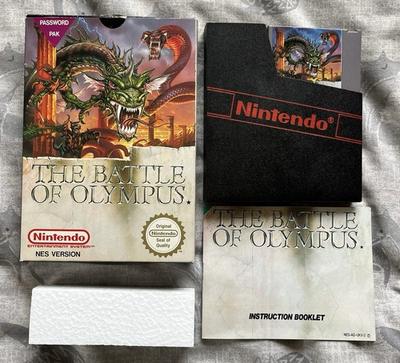 PASSWORD
PAK
THE BATTLE
OF OLYMPUS.
Nintendo®
ENTERTAINMENT SYSTEM™
NES VERSION
Original
Nintendo
Seal of
Quality
Nintendo®
THE BATTLE
OF OLYMPUS.
INSTRUCTION BOOKLET